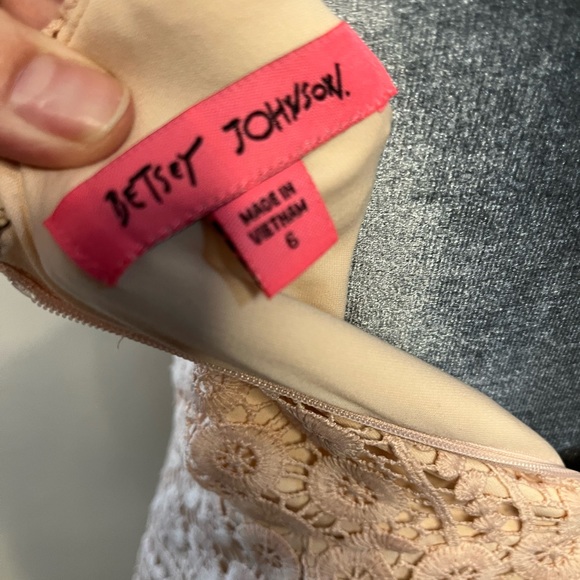 BETSEY JOHNSON.
MADE IN
VIETNAM
6